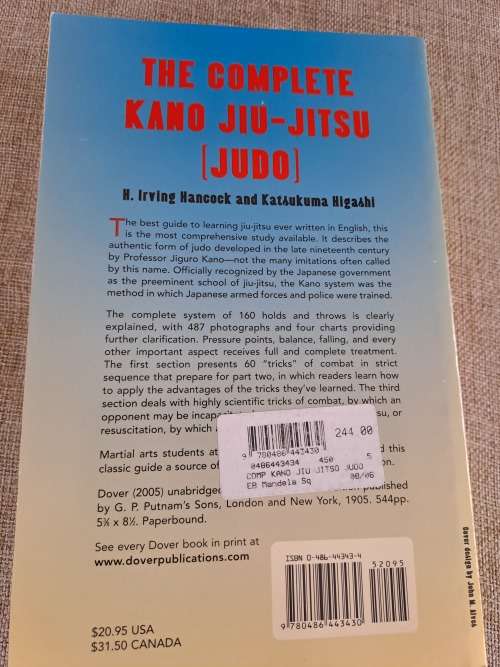 THE COMPLETE
KANO JIU-JITSU
[JUDO]
H. Irving Hancock and Katsukuma Higashi
The best guide to learning jiu-jitsu ever written in English, this
is the most comprehensive study available. It describes the
authentic form of judo developed in the late nineteenth century
by Professor Jiguro Kano—not the many imitations often called
by this name. Officially recognized by the Japanese government
as the preeminent school of jiu-jitsu, the Kano system was the
method in which Japanese armed forces and police were trained.
The complete system of 160 holds and throws is clearly
explained, with 487 photographs and four charts providing
further clarification. Pressure points, balance, falling, and every
other important aspect receives full and complete treatment.
The first section presents 60 "tricks" of combat in strict
sequence that prepare for part two, in which readers learn how
to apply the advantages of the tricks they've learned. The third
section deals with highly scientific tricks of combat, by which an
opponent may be
resuscitation, by which
Martial arts students at
this
classic guide a source of
Dover (2005) unabridged published
by G. P. Putnam's Sons, London and New York, 1905. 544pp.
5⅜ x 8½. Paperbound.
See every Dover book in print at
www.doverpublications.com
$20.95 USA
$31.50 CANADA
244.00
9 780486 443430
0486443434 450 5
COMP KANO JIU JITSO JUDO
EB Mandela Sq 08/06
ISBN 0-486-44343-4
52095
9 780486 443430
Dover design by John M. Alves